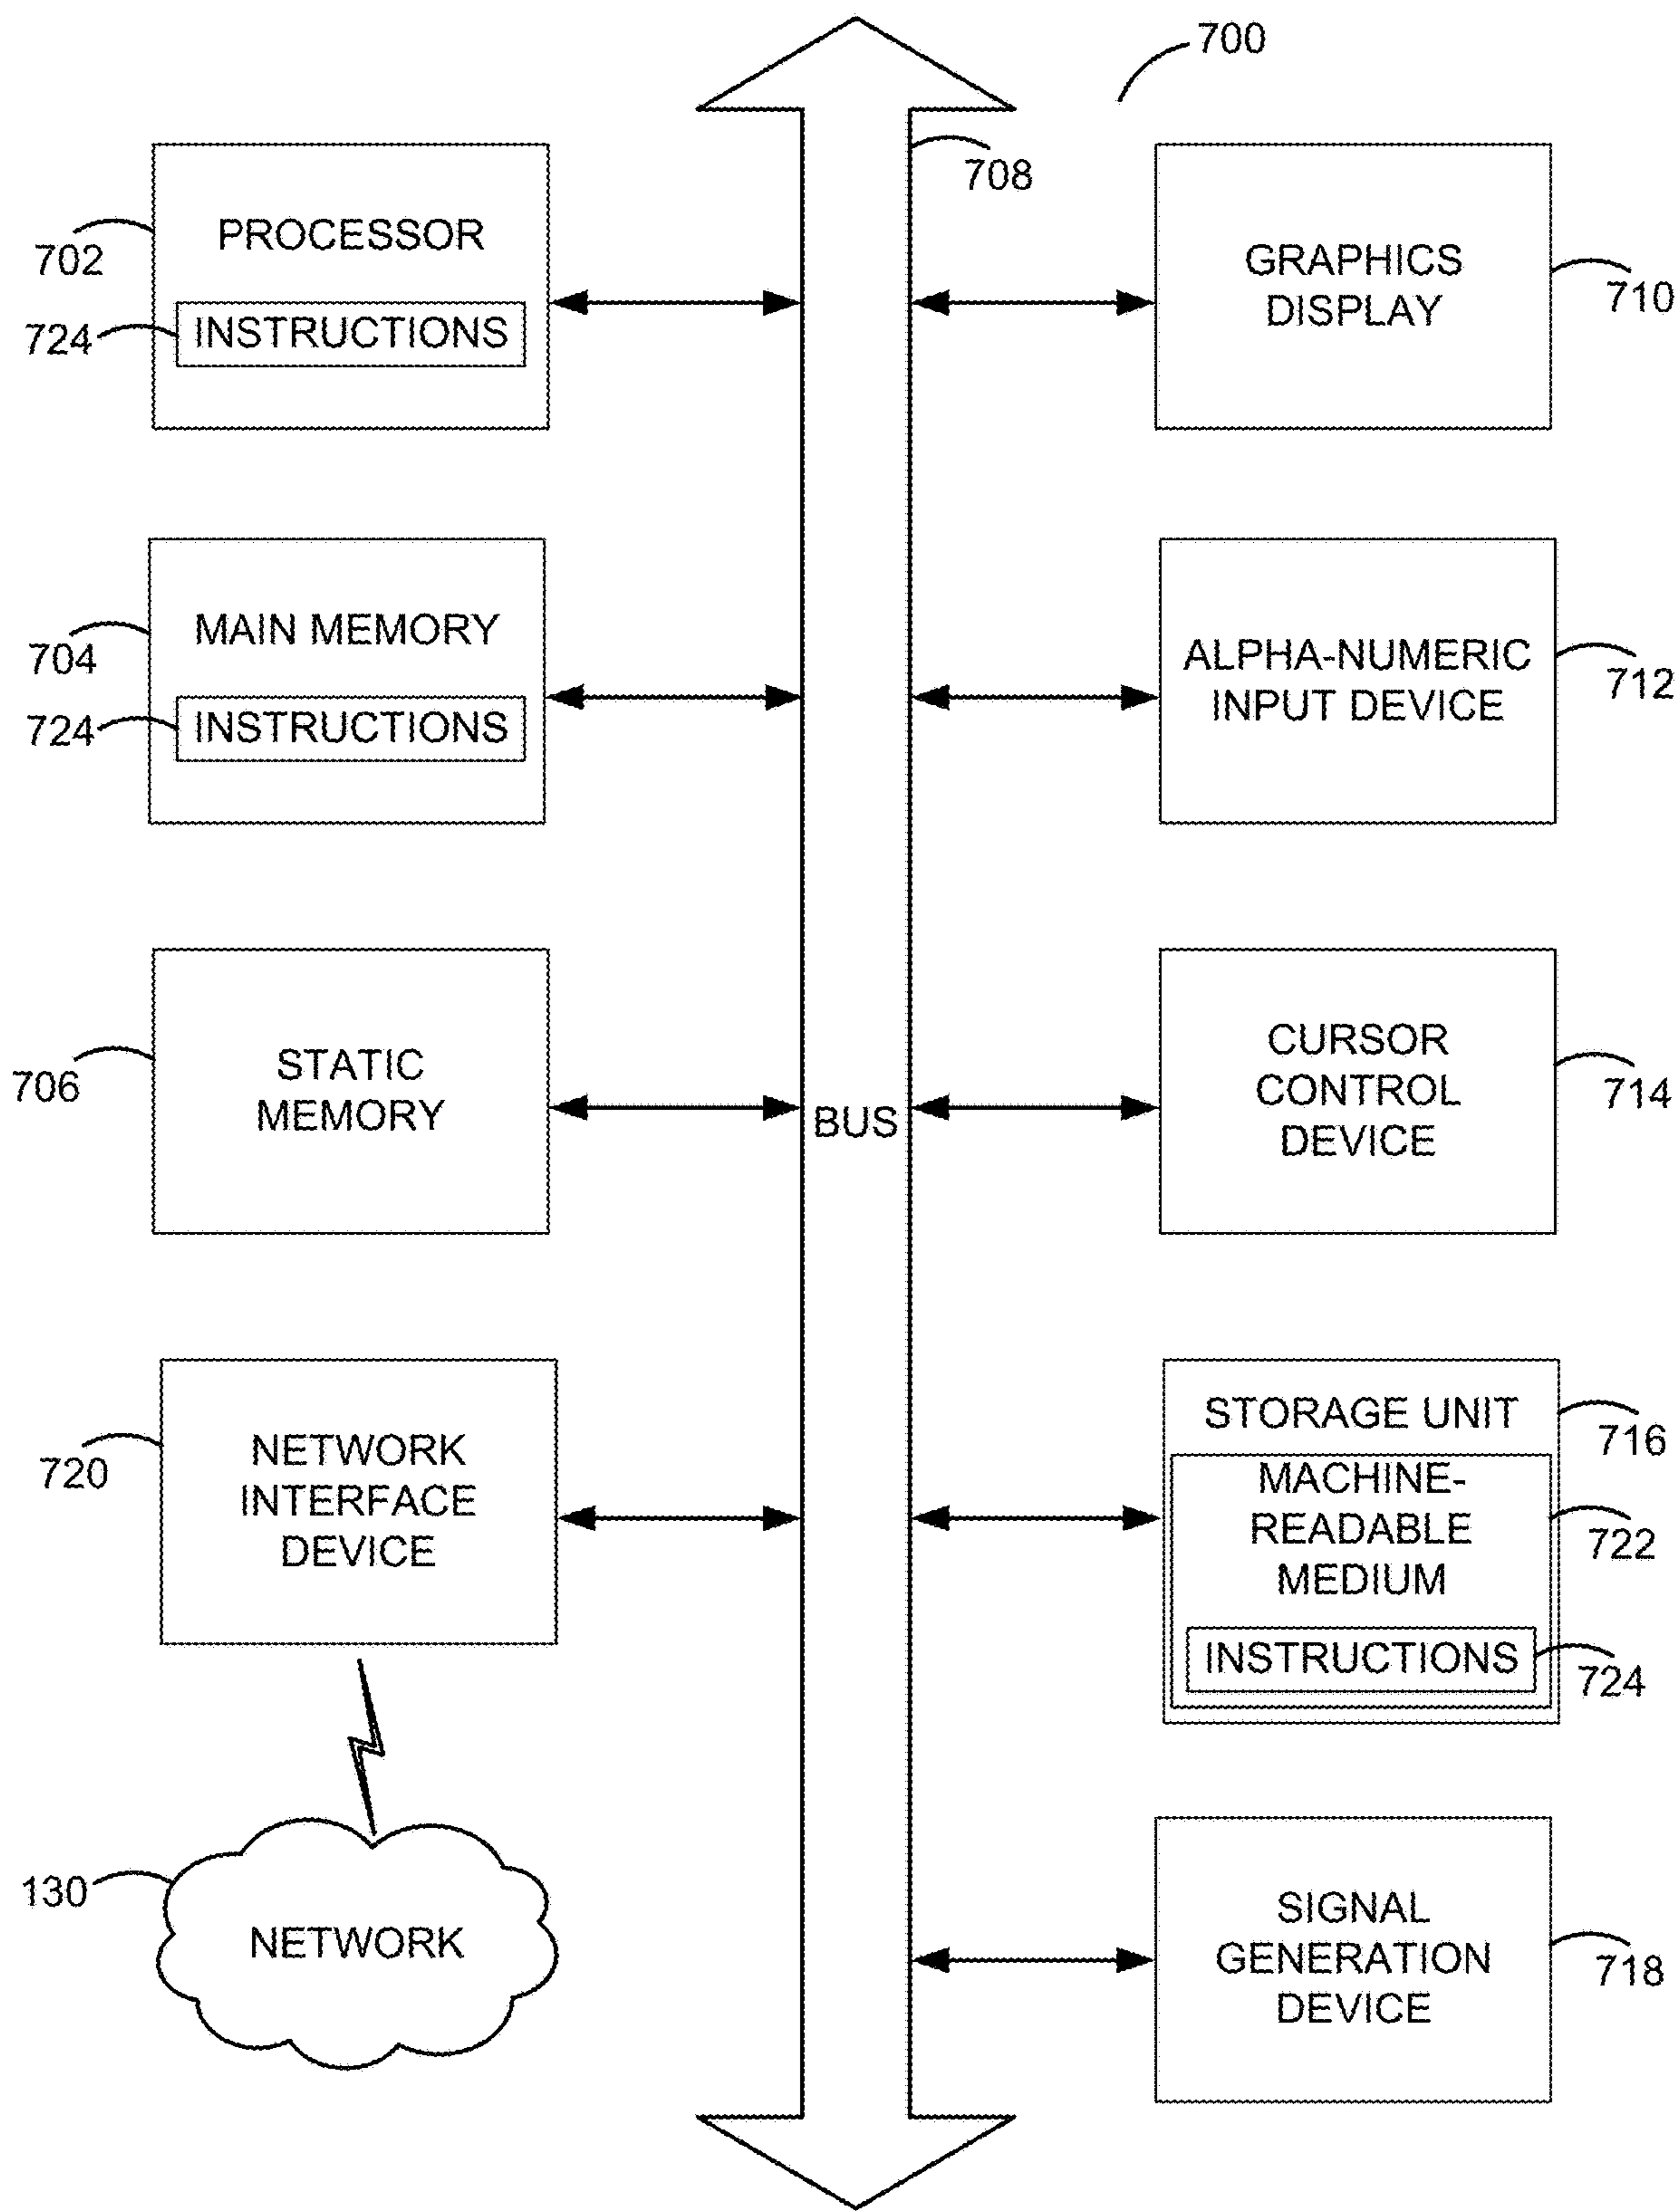 700
708
PROCESSOR
702
INSTRUCTIONS
724
GRAPHICS
DISPLAY
710
MAIN MEMORY
704
INSTRUCTIONS
724
ALPHA-NUMERIC
INPUT DEVICE
712
STATIC
MEMORY
706
BUS
CURSOR
CONTROL
DEVICE
714
NETWORK
INTERFACE
DEVICE
720
STORAGE UNIT
716
MACHINE-
READABLE
MEDIUM
722
INSTRUCTIONS
724
130
NETWORK
SIGNAL
GENERATION
DEVICE
718